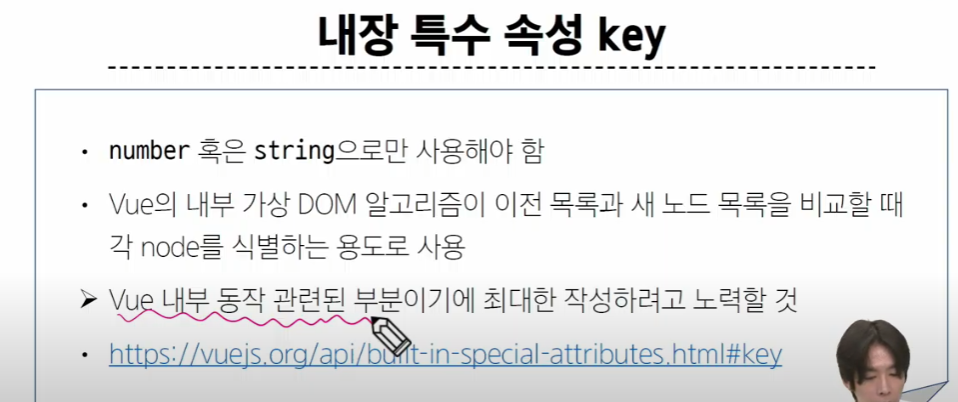 내장 특수 속성 key
• number 혹은 string으로만 사용해야 함
• Vue의 내부 가상 DOM 알고리즘이 이전 목록과 새 노드 목록을 비교할 때
각 node를 식별하는 용도로 사용
➢ Vue 내부 동작 관련된 부분이기에 최대한 작성하려고 노력할 것
• https://vuejs.org/api/built-in-special-attributes.html#key